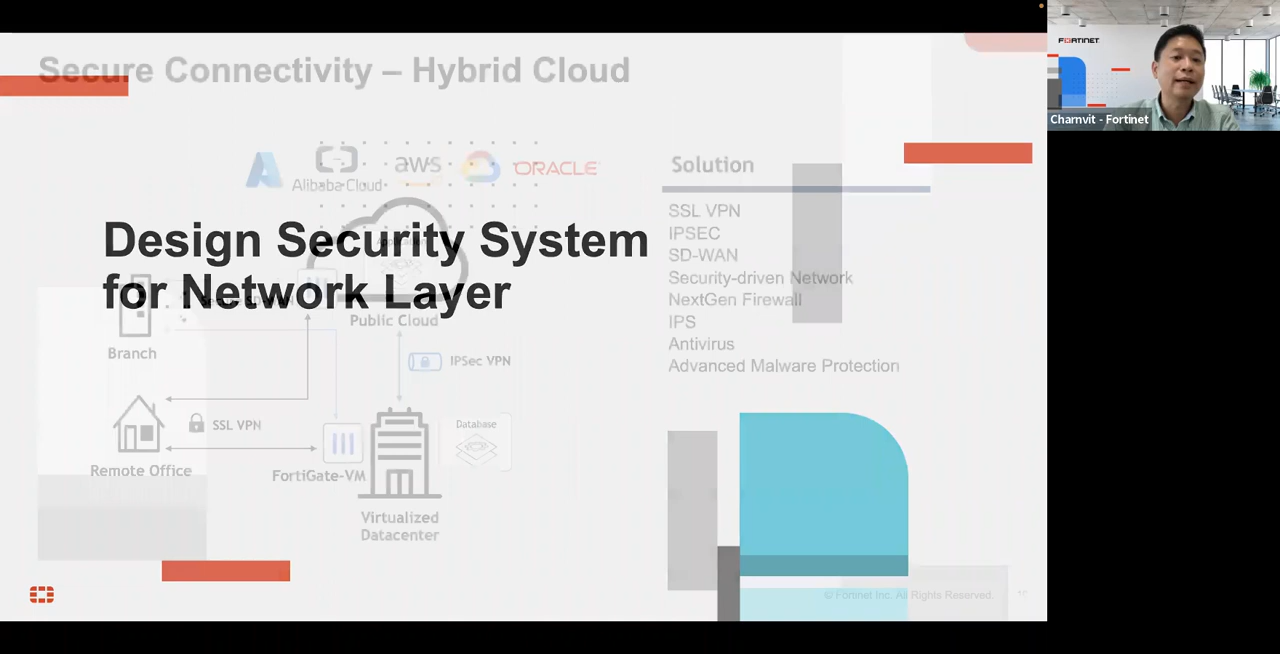 Secure Connectivity – Hybrid Cloud
FORTINET
Charnvit - Fortinet
Alibaba Cloud
aws
ORACLE
Solution
Design Security System
for Network Layer
SSL VPN
IPSEC
SD-WAN
Security-driven Network
NextGen Firewall
IPS
Antivirus
Advanced Malware Protection
Public Cloud
Branch
IPSec VPN
SSL VPN
Database
Remote Office
FortiGate-VM
Virtualized
Datacenter
© Fortinet Inc. All Rights Reserved.